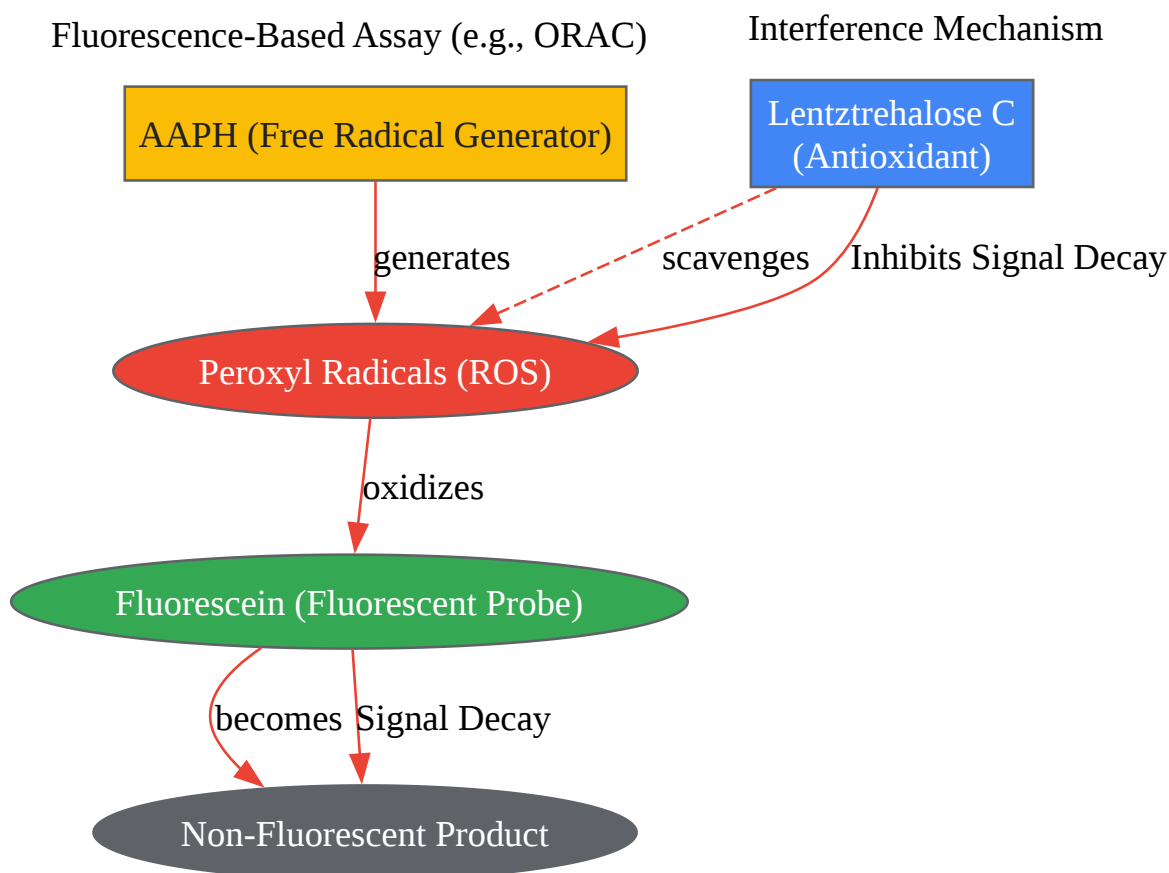 Fluorescence-Based Assay (e.g., ORAC)
Interference Mechanism
AAPH (Free Radical Generator)
Lentztrehalose C
(Antioxidant)
generates
scavenges
Inhibits Signal Decay
Peroxyl Radicals (ROS)
oxidizes
Fluorescein (Fluorescent Probe)
becomes
Signal Decay
Non-Fluorescent Product